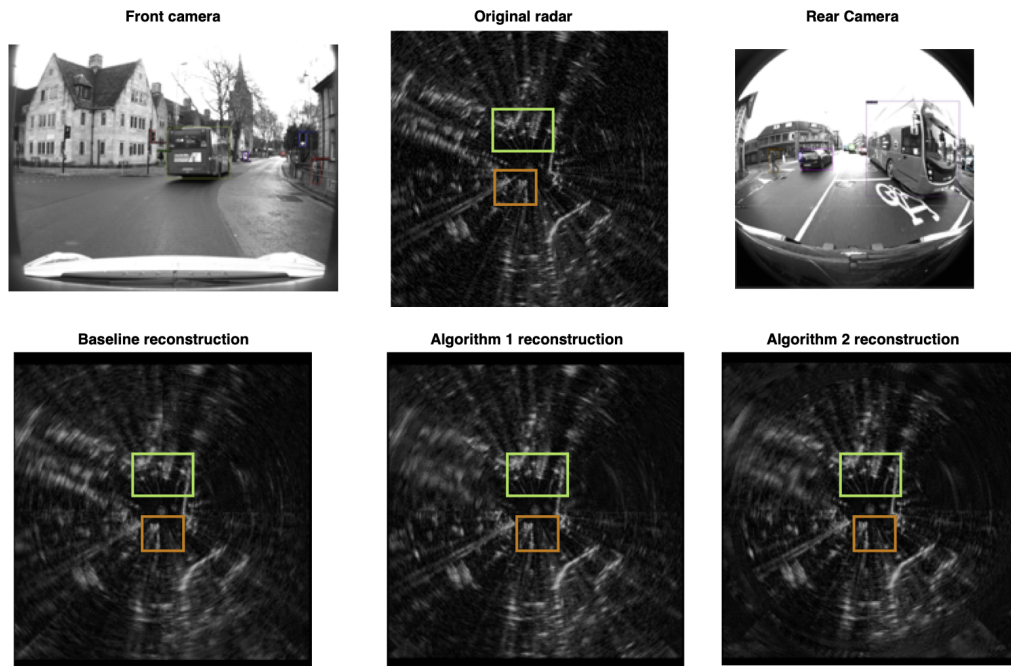 Front camera
Original radar
Rear Camera
Baseline reconstruction
Algorithm 1 reconstruction
Algorithm 2 reconstruction